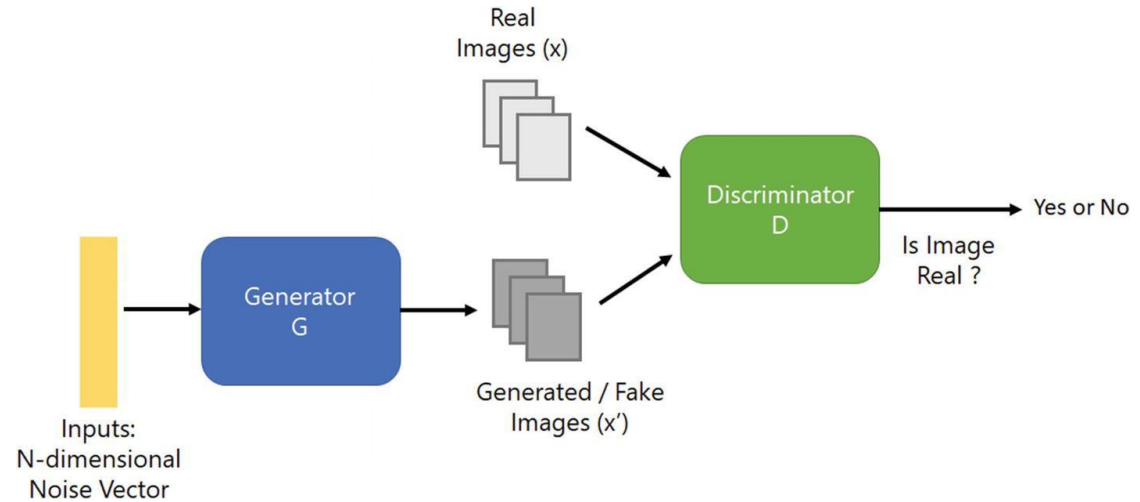 Real
Images (x)
Discriminator
D
Yes or No
Is Image
Real ?
Generator
G
Generated / Fake
Images (x')
Inputs:
N-dimensional
Noise Vector